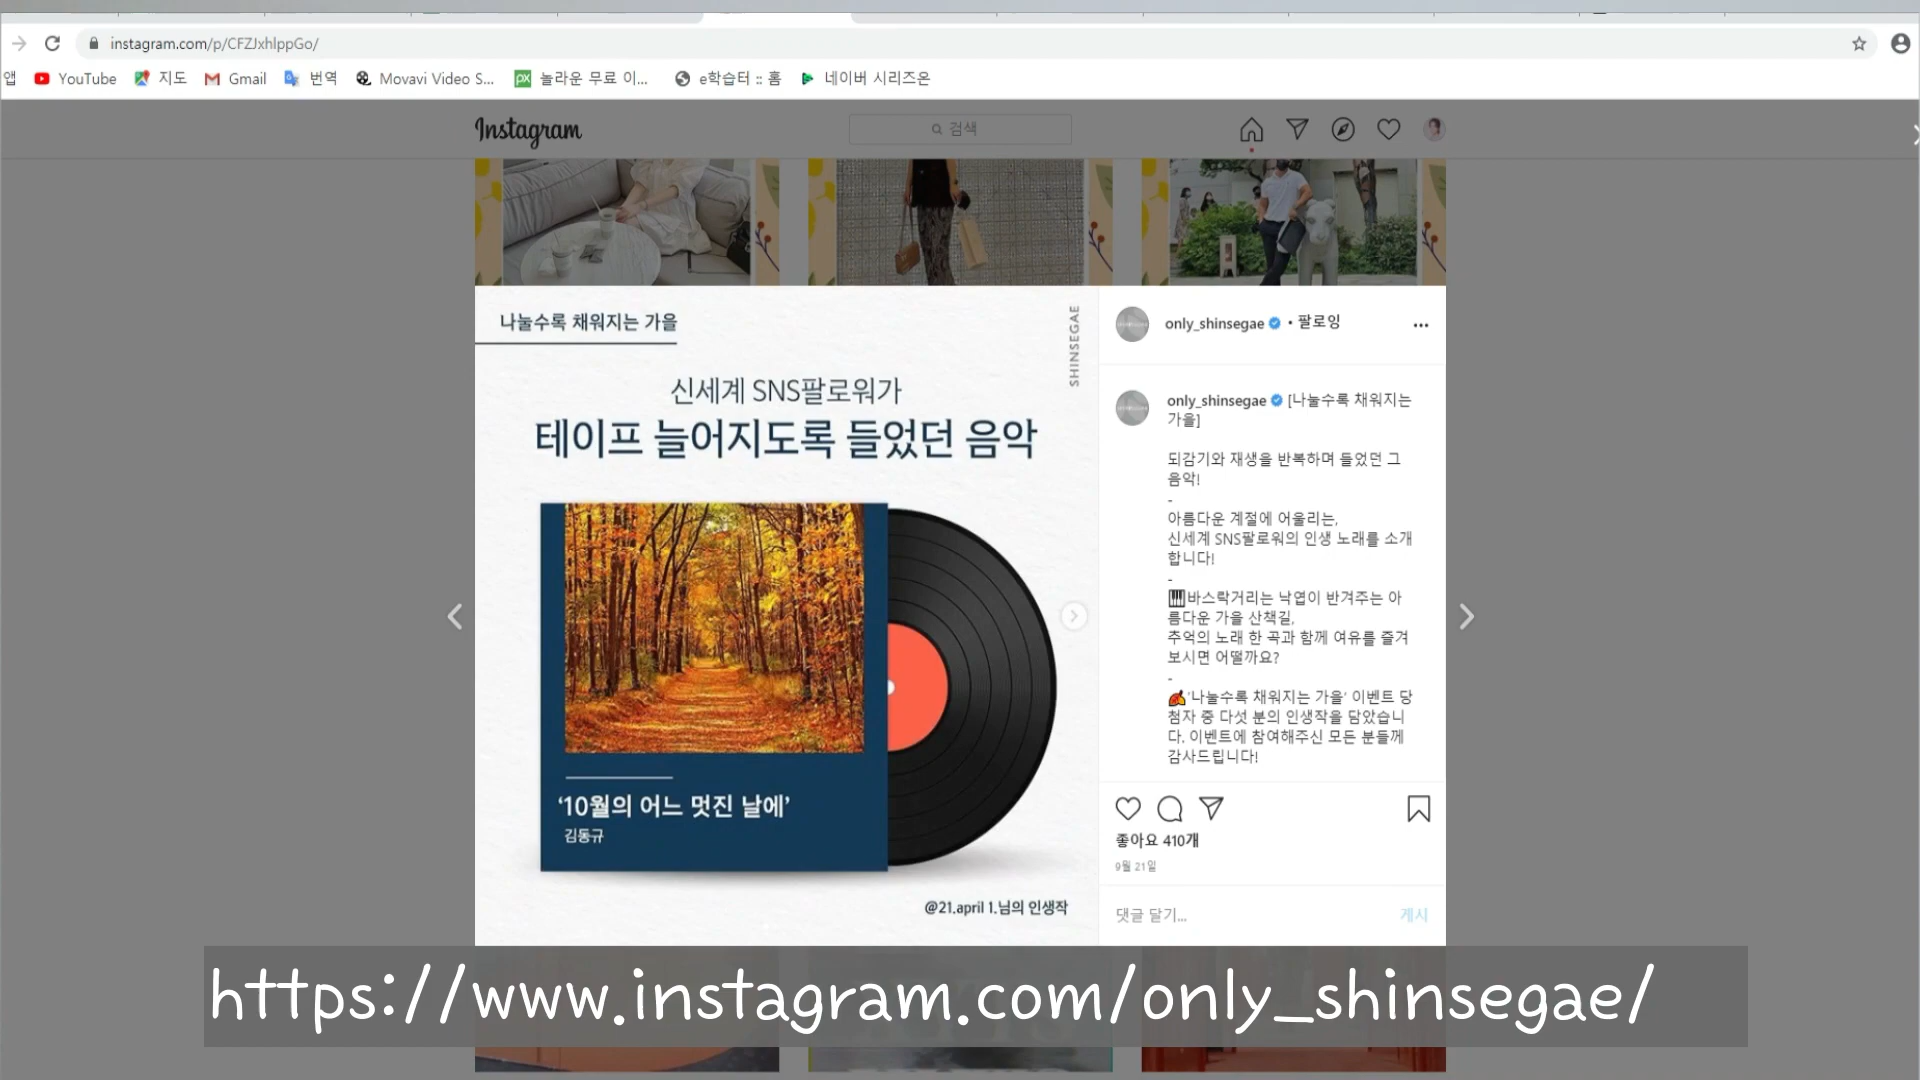 instagram.com/p/CFZJxhlppGo/
앱 YouTube 지도 Gmail 번역 Movavi Video S... 놀라운 무료 이... e학습터 :: 홈 네이버 시리즈온
Instagram 검색
나눌수록 채워지는 가을
SHINSEGAE
신세계 SNS팔로워가
테이프 늘어지도록 들었던 음악
'10월의 어느 멋진 날에'
김동규
@21.april 1.님의 인생작
only_shinsegae • 팔로잉 ...
only_shinsegae [나눌수록 채워지는
가을]
되감기와 재생을 반복하며 들었던 그
음악!
-
아름다운 계절에 어울리는,
신세계 SNS팔로워의 인생 노래를 소개
합니다!
-
🎹바스락거리는 낙엽이 반겨주는 아
름다운 가을 산책길,
추억의 노래 한 곡과 함께 여유를 즐겨
보시면 어떨까요?
-
🍂'나눌수록 채워지는 가을' 이벤트 당
첨자 중 다섯 분의 인생작을 담았습니
다. 이벤트에 참여해주신 모든 분들께
감사드립니다!
좋아요 410개
9월 21일
댓글 달기... 게시
https://www.instagram.com/only_shinsegae/